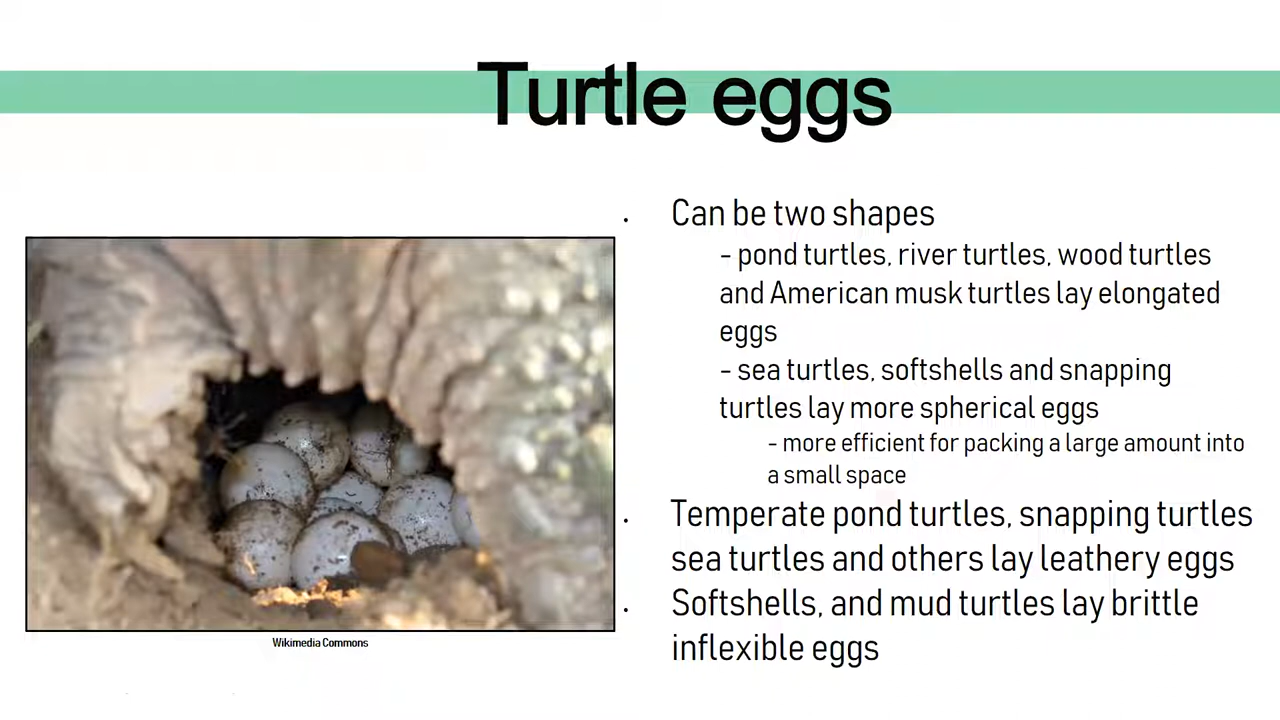 Turtle eggs
• Can be two shapes
- pond turtles, river turtles, wood turtles
and American musk turtles lay elongated
eggs
- sea turtles, softshells and snapping
turtles lay more spherical eggs
- more efficient for packing a large amount into
a small space
• Temperate pond turtles, snapping turtles
sea turtles and others lay leathery eggs
• Softshells, and mud turtles lay brittle
inflexible eggs
Wikimedia Commons